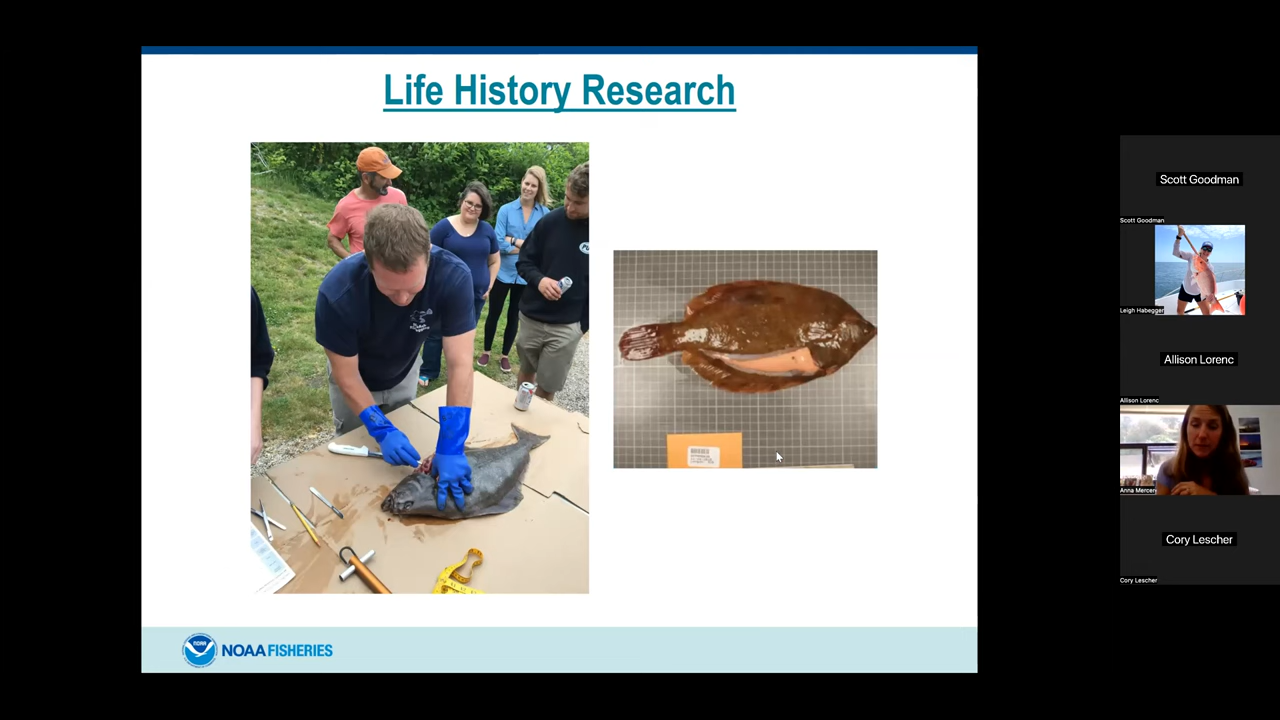 Life History Research
NOAA FISHERIES
Scott Goodman
Scott Goodman
Leigh Habegger
Allison Lorenc
Allison Lorenc
Anna Mercer
Cory Lescher
Cory Lescher